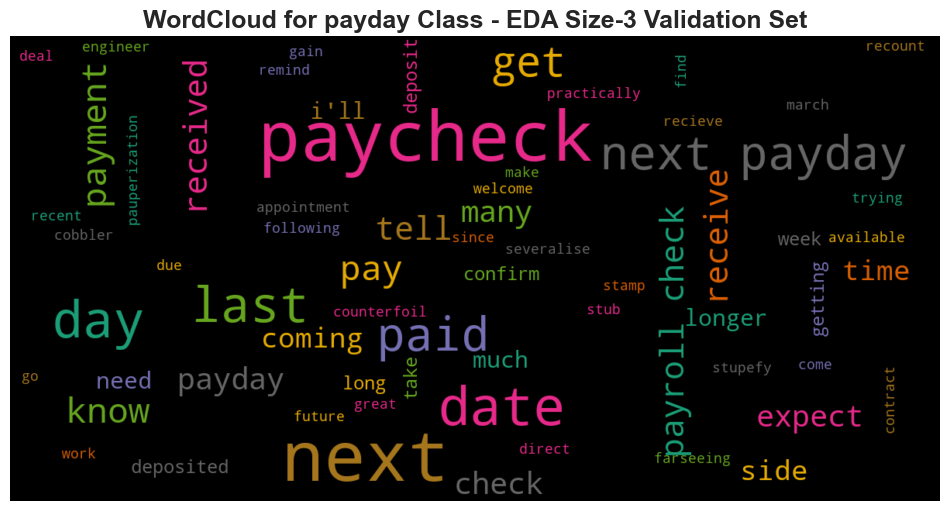 WordCloud for payday Class - EDA Size-3 Validation Set
deal
engineer
gain
remind
deposit
get
find
recount
payment
received
i'll
practically
march
paycheck
recieve
next payday
pauperization
make
welcome
many
receive
trying
recent
cobbler
appointment
following
tell
since
severalise
week
available
due
pay
confirm
stamp
payroll check
getting
time
day
last
counterfoil
stub
longer
coming
paid
much
stupefy
come
go
need
payday
long
take
contract
know
future
great
date
expect
work
deposited
next
direct
farseeing
side
check